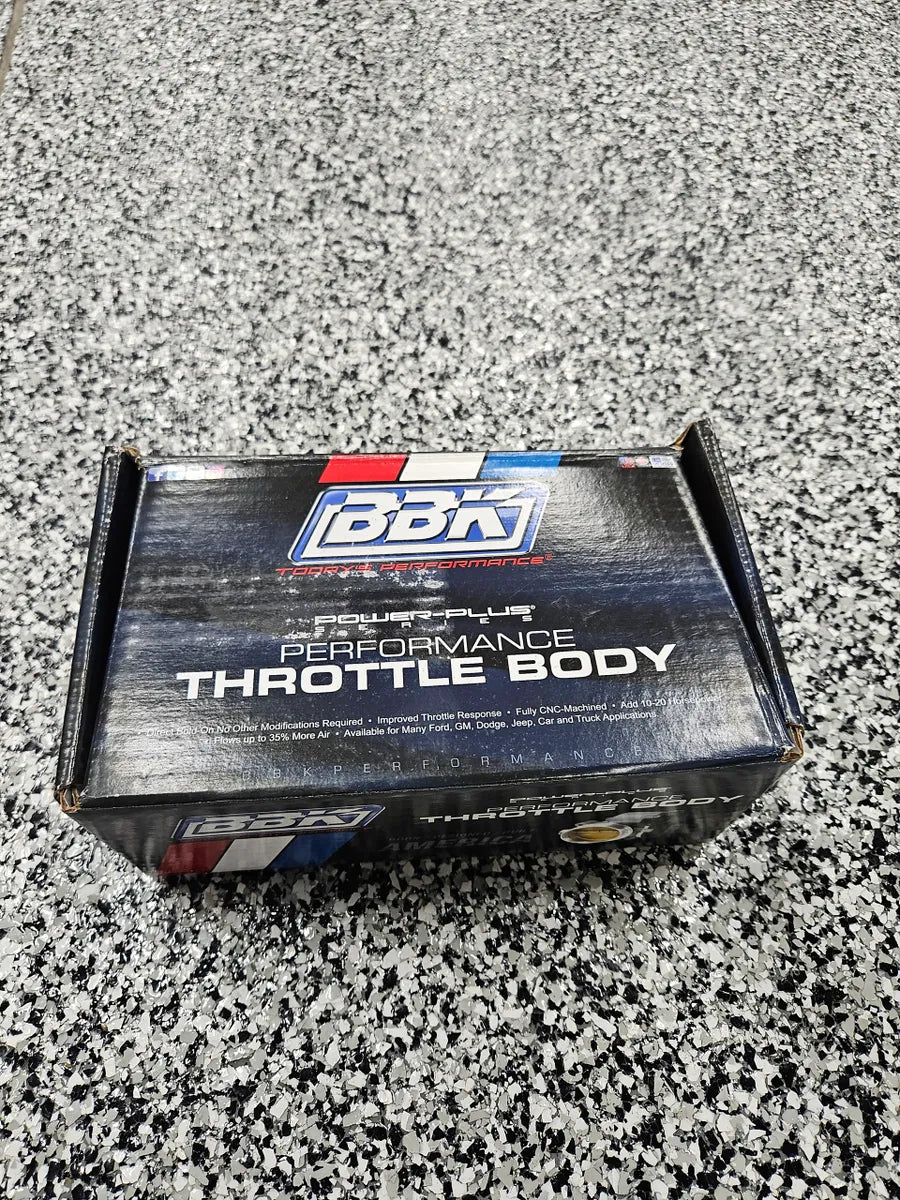 BBK
TODAY'S PERFORMANCE
POWER-PLUS®
SERIES
PERFORMANCE
THROTTLE BODY
Direct Bold-On No Other Modifications Required • Improved Throttle Response • Fully CNC-Machined • Add 10-20 Horsepower
Flows up to 35% More Air • Available for Many Ford, GM, Dodge, Jeep, Car and Truck Applications
BBKPERFORMANCE
BBK
POWER-PLUS
PERFORMANCE
THROTTLE BODY
AMERICA